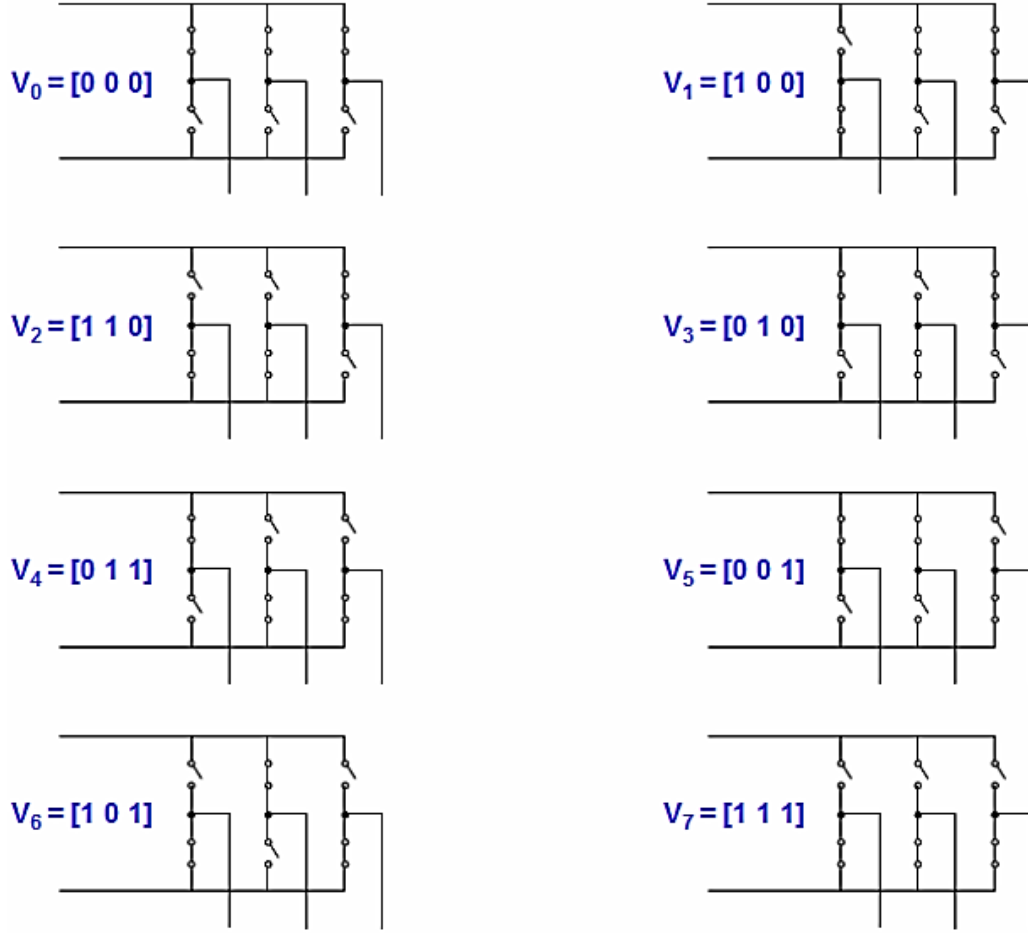 V₀ = [0 0 0]
V₁ = [1 0 0]
V₂ = [1 1 0]
V₃ = [0 1 0]
V₄ = [0 1 1]
V₅ = [0 0 1]
V₆ = [1 0 1]
V₇ = [1 1 1]